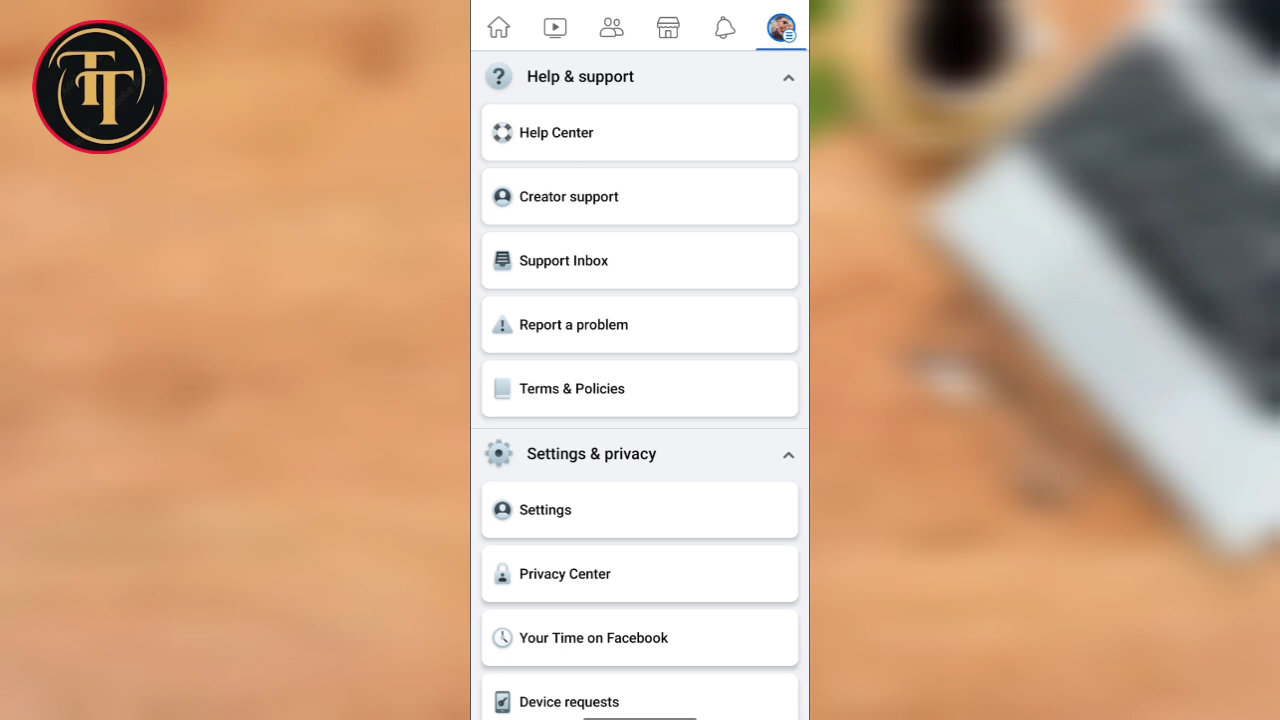 TT
Help & support
Help Center
Creator support
Support Inbox
Report a problem
Terms & Policies
Settings & privacy
Settings
Privacy Center
Your Time on Facebook
Device requests